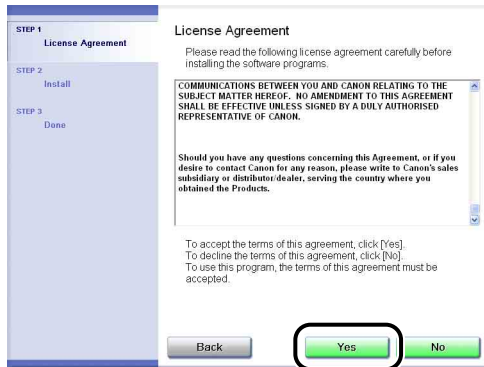 STEP 1
License Agreement
STEP 2
Install
STEP 3
Done
License Agreement
Please read the following license agreement carefully before
installing the software programs.
COMMUNICATIONS BETWEEN YOU AND CANON RELATING TO THE
SUBJECT MATTER HEREOF. NO AMENDMENT TO THIS AGREEMENT
SHALL BE EFFECTIVE UNLESS SIGNED BY A DULY AUTHORISED
REPRESENTATIVE OF CANON.
Should you have any questions concerning this Agreement, or if you
desire to contact Canon for any reason, please write to Canon's sales
subsidiary or distributor/dealer, serving the country where you
obtained the Products.
To accept the terms of this agreement, click [Yes].
To decline the terms of this agreement, click [No].
To use this program, the terms of this agreement must be
accepted.
Back Yes No